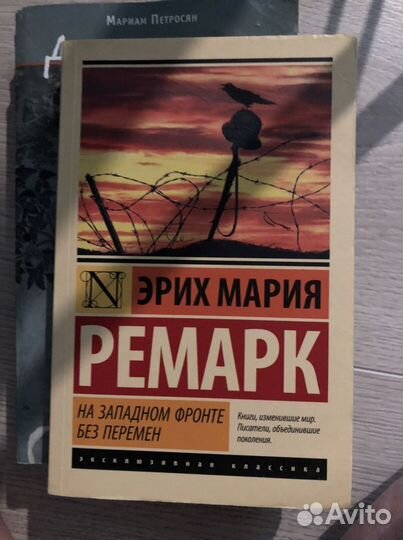 Мариам Петросян
Д
N
ЭРИХ МАРИЯ
РЕМАРК
НА ЗАПАДНОМ ФРОНТЕ
БЕЗ ПЕРЕМЕН
Книги, изменившие мир.
Писатели, объединившие
поколения.
эксклюзивная классика
Avito